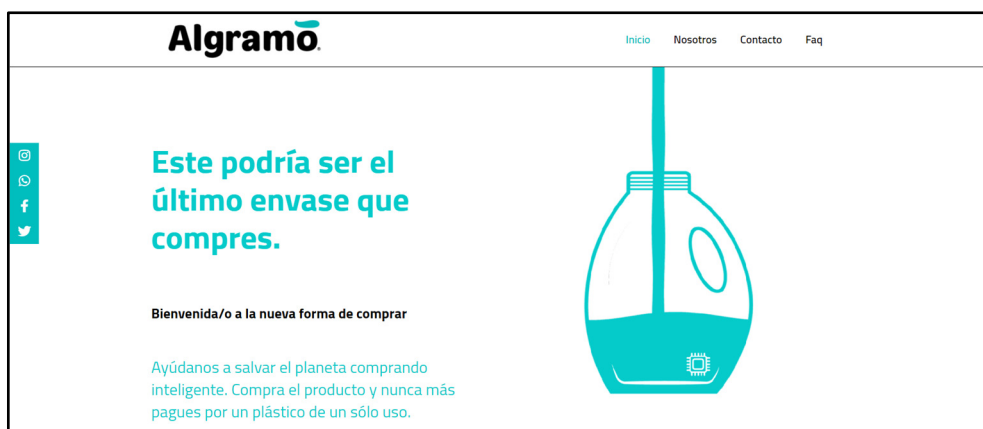 Algramo
Inicio Nosotros Contacto Faq
Este podría ser el
último envase que
compres.
Bienvenida/o a la nueva forma de comprar
Ayúdanos a salvar el planeta comprando
inteligente. Compra el producto y nunca más
pagues por un plástico de un sólo uso.